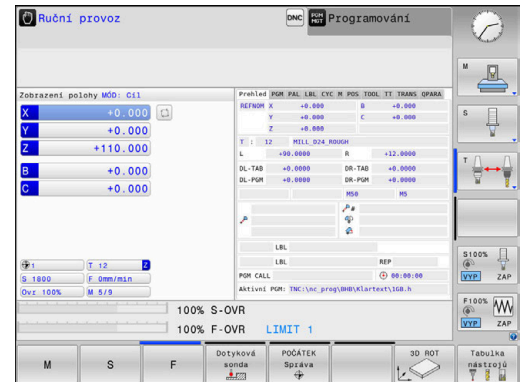 Ruční provoz
DNC
PGM MGT
Programování
Zobrazení polohy MÓD: Cíl
X +0.000
Y +0.000
Z +110.000
B +0.000
C +0.000
1 T 12 Z
S 1800 F 0mm/min
Ovr 100% M 5/9
Přehled PGM PAL LBL CYC M POS TOOL TT TRANS QPARA
REFNOM X +0.000 B +0.000
Y +0.000 C +0.000
Z +0.000
T : 12 MILL_D24_ROUGH
L +90.0000 R +12.0000
DL-TAB +0.0000 DR-TAB +0.0000
DL-PGM +0.0000 DR-PGM +0.0000
M50 M5
LBL
LBL REP
PGM CALL 00:00:00
Aktivní PGM: TNC:\nc_prog\BHB\Klartext\1GB.h
100% S-OVR
100% F-OVR LIMIT 1
M
S
T
S100%
VYP ZAP
F100%
VYP ZAP
M
S
F
Dotyková sonda
POČÁTEK Správa
3D ROT
Tabulka nástrojů